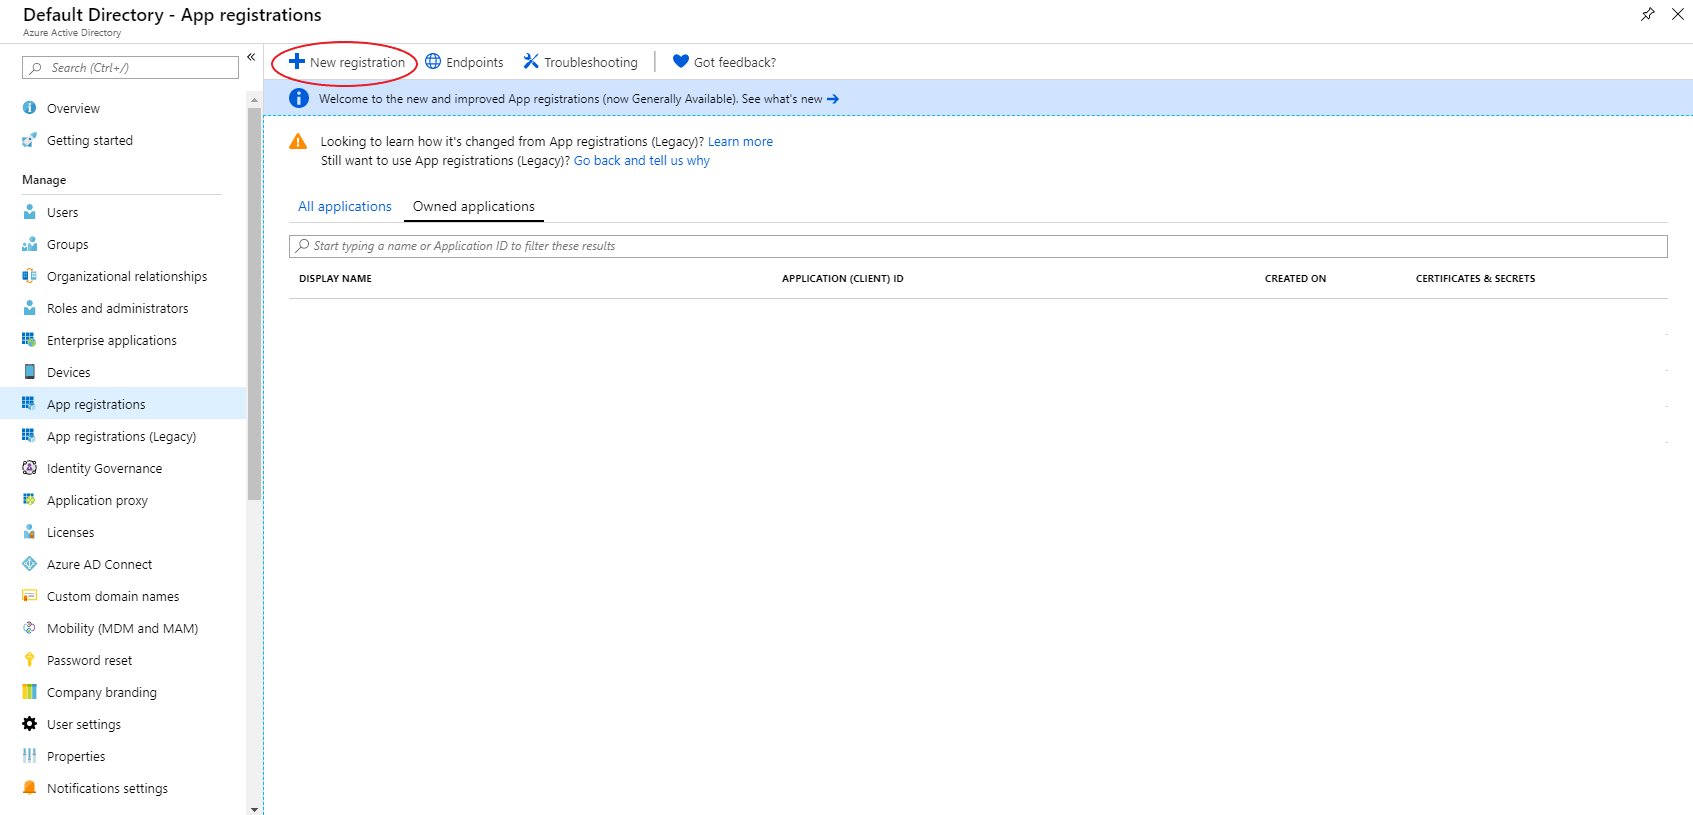 Default Directory - App registrations
Azure Active Directory
Search (Ctrl+/)
«
Overview
Getting started
Manage
Users
Groups
Organizational relationships
Roles and administrators
Enterprise applications
Devices
App registrations
App registrations (Legacy)
Identity Governance
Application proxy
Licenses
Azure AD Connect
Custom domain names
Mobility (MDM and MAM)
Password reset
Company branding
User settings
Properties
Notifications settings
New registration Endpoints Troubleshooting Got feedback?
Welcome to the new and improved App registrations (now Generally Available). See what's new →
Looking to learn how it's changed from App registrations (Legacy)? Learn more
Still want to use App registrations (Legacy)? Go back and tell us why
All applications Owned applications
Start typing a name or Application ID to filter these results
DISPLAY NAME APPLICATION (CLIENT) ID CREATED ON CERTIFICATES & SECRETS